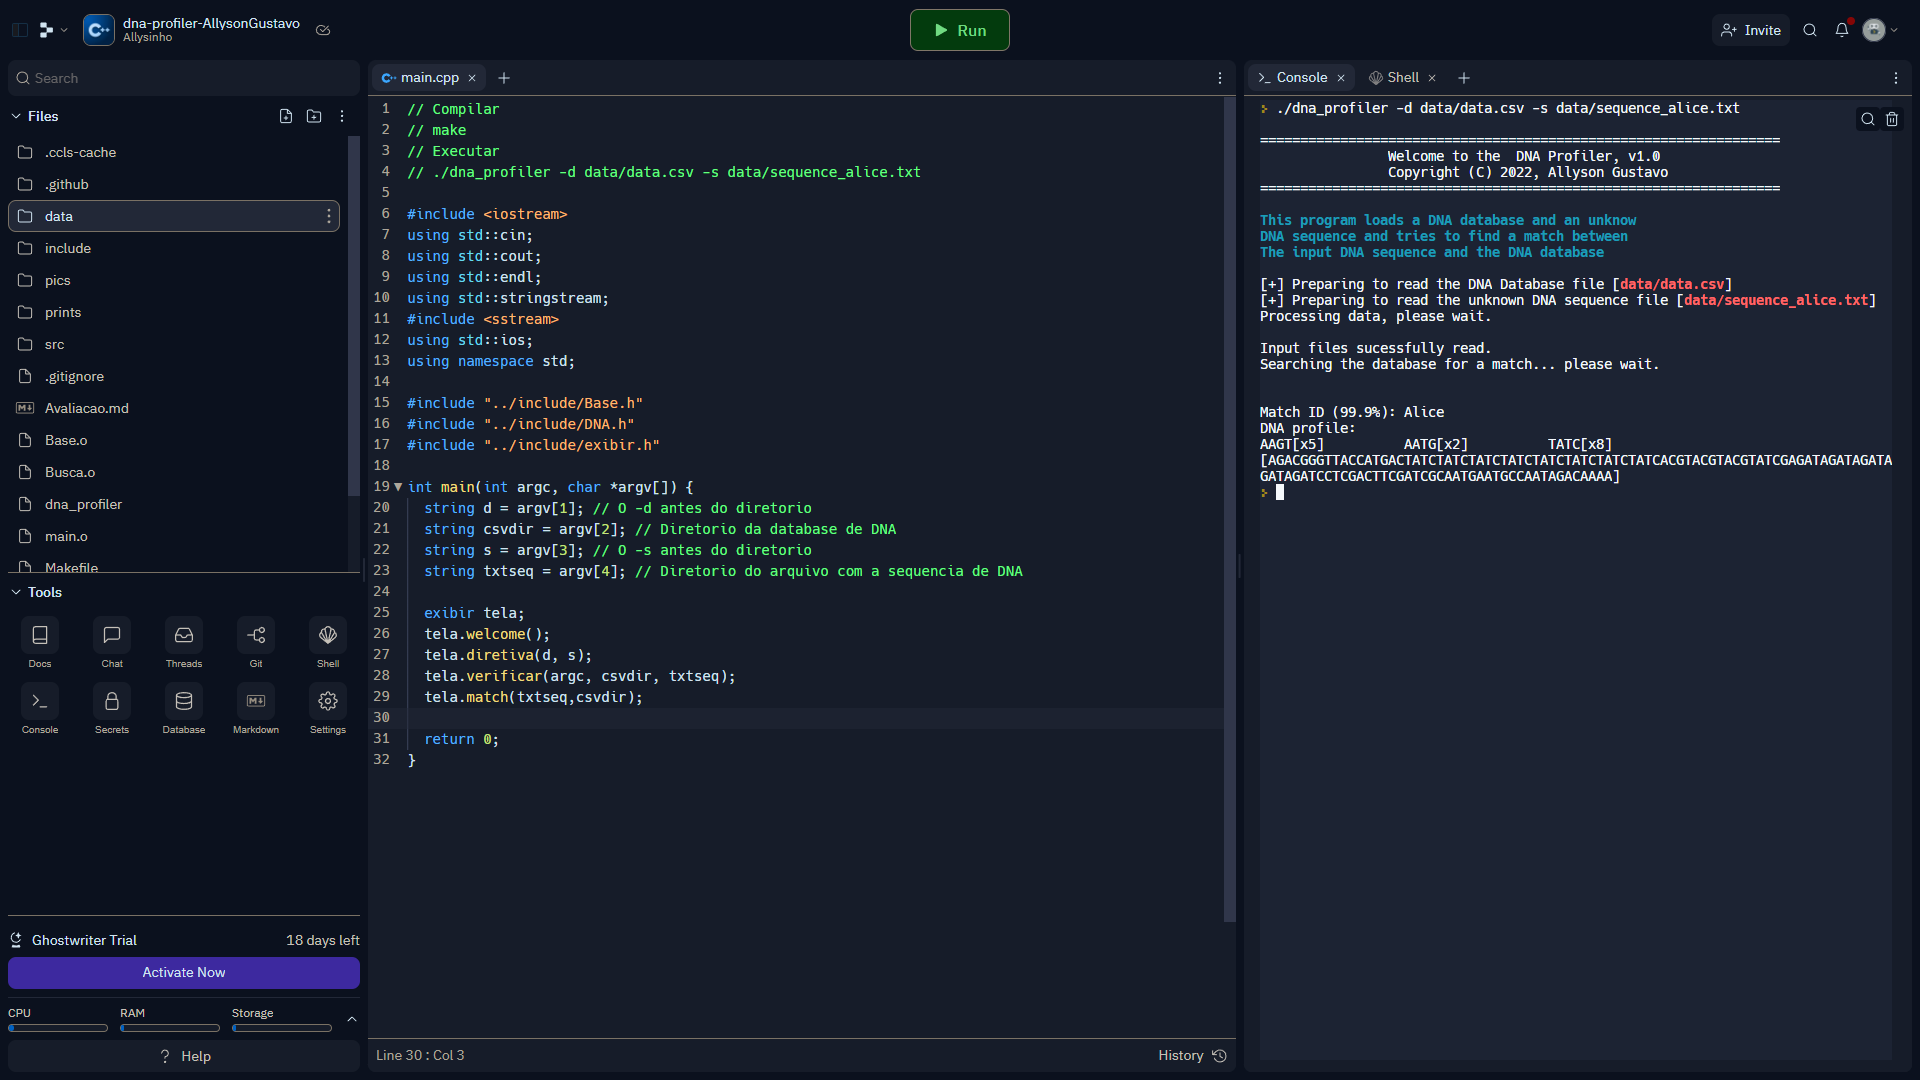 dna-profiler-AllysonGustavo
Allysinho
Run
Invite
Search
Files
.ccls-cache
.github
data
include
pics
prints
src
.gitignore
Avaliacao.md
Base.o
Busca.o
dna_profiler
main.o
Makefile
Tools
Docs
Chat
Threads
Git
Shell
Console
Secrets
Database
Markdown
Settings
Ghostwriter Trial
18 days left
Activate Now
CPU
RAM
Storage
? Help
main.cpp
1 // Compilar
2 // make
3 // Executar
4 // ./dna_profiler -d data/data.csv -s data/sequence_alice.txt
5
6 #include <iostream>
7 using std::cin;
8 using std::cout;
9 using std::endl;
10 using std::stringstream;
11 #include <sstream>
12 using std::ios;
13 using namespace std;
14
15 #include "../include/Base.h"
16 #include "../include/DNA.h"
17 #include "../include/exibir.h"
18
19 int main(int argc, char *argv[]) {
20 string d = argv[1]; // O -d antes do diretorio
21 string csvdir = argv[2]; // Diretorio da database de DNA
22 string s = argv[3]; // O -s antes do diretorio
23 string txtseq = argv[4]; // Diretorio do arquivo com a sequencia de DNA
24
25 exibir tela;
26 tela.welcome();
27 tela.diretiva(d, s);
28 tela.verificar(argc, csvdir, txtseq);
29 tela.match(txtseq,csvdir);
30
31 return 0;
32 }
Line 30 : Col 3
History
Console
Shell
./dna_profiler -d data/data.csv -s data/sequence_alice.txt
=================================================================
Welcome to the  DNA Profiler, v1.0
Copyright (C) 2022, Allyson Gustavo
=================================================================
This program loads a DNA database and an unknow
DNA sequence and tries to find a match between
The input DNA sequence and the DNA database
[+] Preparing to read the DNA Database file [data/data.csv]
[+] Preparing to read the unknown DNA sequence file [data/sequence_alice.txt]
Processing data, please wait.
Input files sucessfully read.
Searching the database for a match... please wait.
Match ID (99.9%): Alice
DNA profile:
AAGT[x5] AATG[x2] TATC[x8]
[AGACGGGTTACCATGACTATCTATCTATCTATCTATCTATCTATCTATCACGTACGTACGTATCGAGATAGATAGATA
GATAGATCCTCGACTTCGATCGCAATGAATGCCAATAGACAAAA]